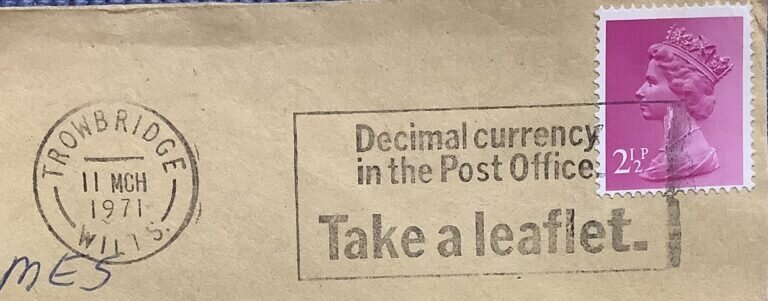 TROWBRIDGE
11 MCH
1971
WILTS.
Decimal currency
in the Post Office.
Take a leaflet.
2½P
MES